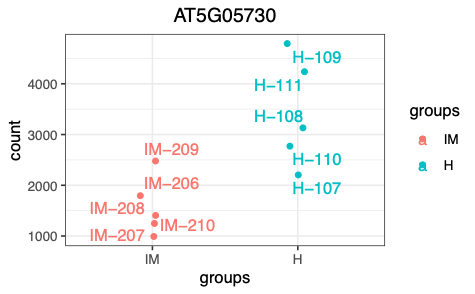 AT5G05730
count
4000
3000
2000
1000
H-109
H-111
H-108
IM-209
H-110
IM-206
H-107
IM-208
IM-210
IM-207
IM
H
groups
groups
a IM
a H